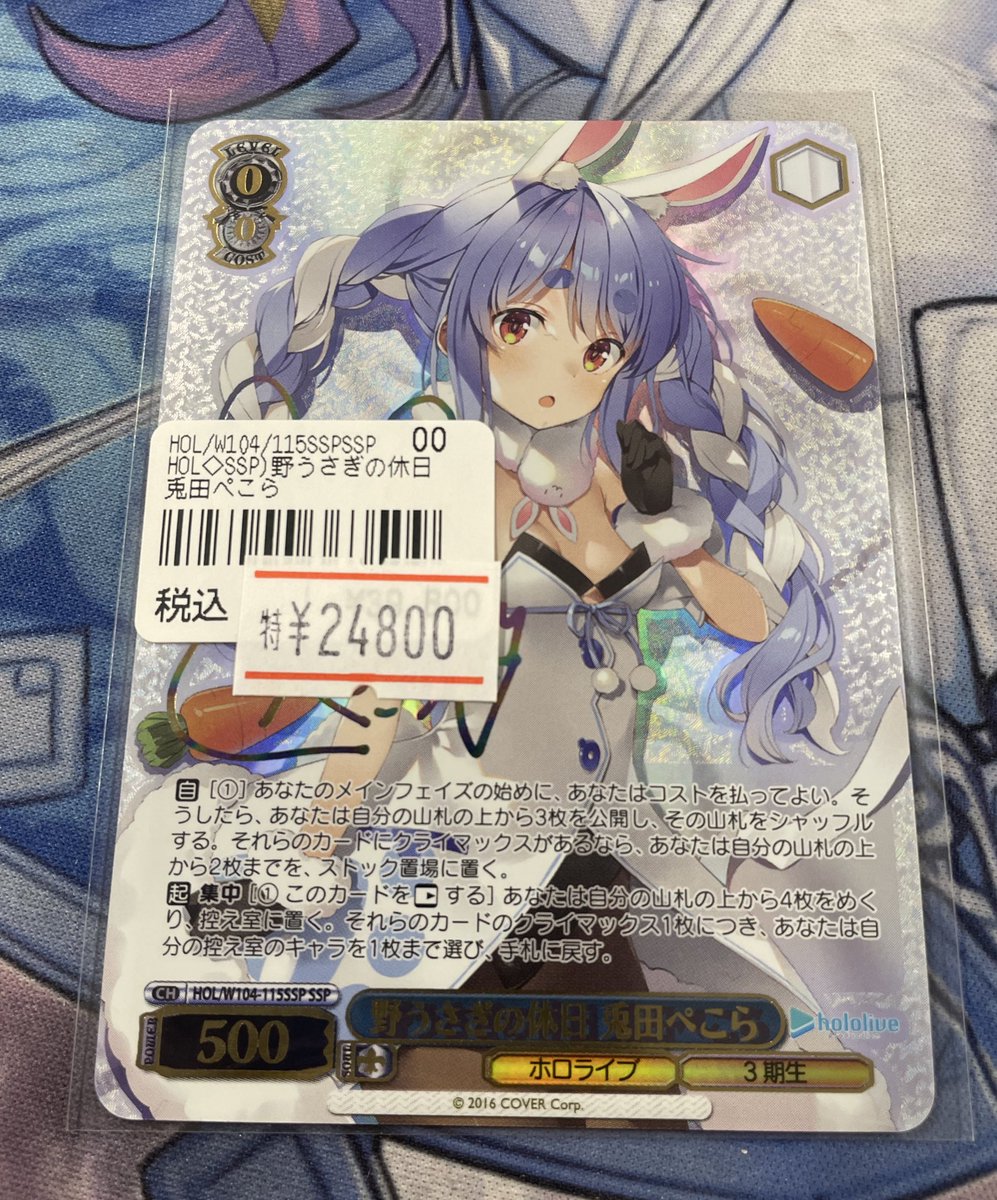 LEVEL
0
0
COST
HOL/W104/115SSPSSP 00
HOL◇SSP)野うさぎの休日
兎田ぺこら
税込
特¥24800
自 [①] あなたのメインフェイズの始めに、あなたはコストを払ってよい。そ
うしたら、あなたは自分の山札の上から3枚を公開し、その山札をシャッフル
する。それらのカードにクライマックスがあるなら、あなたは自分の山札の上
から2枚までを、ストック置場に置く。
起 集中 [① このカードを する] あなたは自分の山札の上から4枚をめく
り、控え室に置く。それらのカードのクライマックス1枚につき、あなたは自
分の控え室のキャラを1枚まで選び、手札に戻す。
CH HOL/W104-115SSP SSP
POWER 500
野うさぎの休日 兎田ぺこら
hololive
SOUL
ホロライブ 3期生
© 2016 COVER Corp.